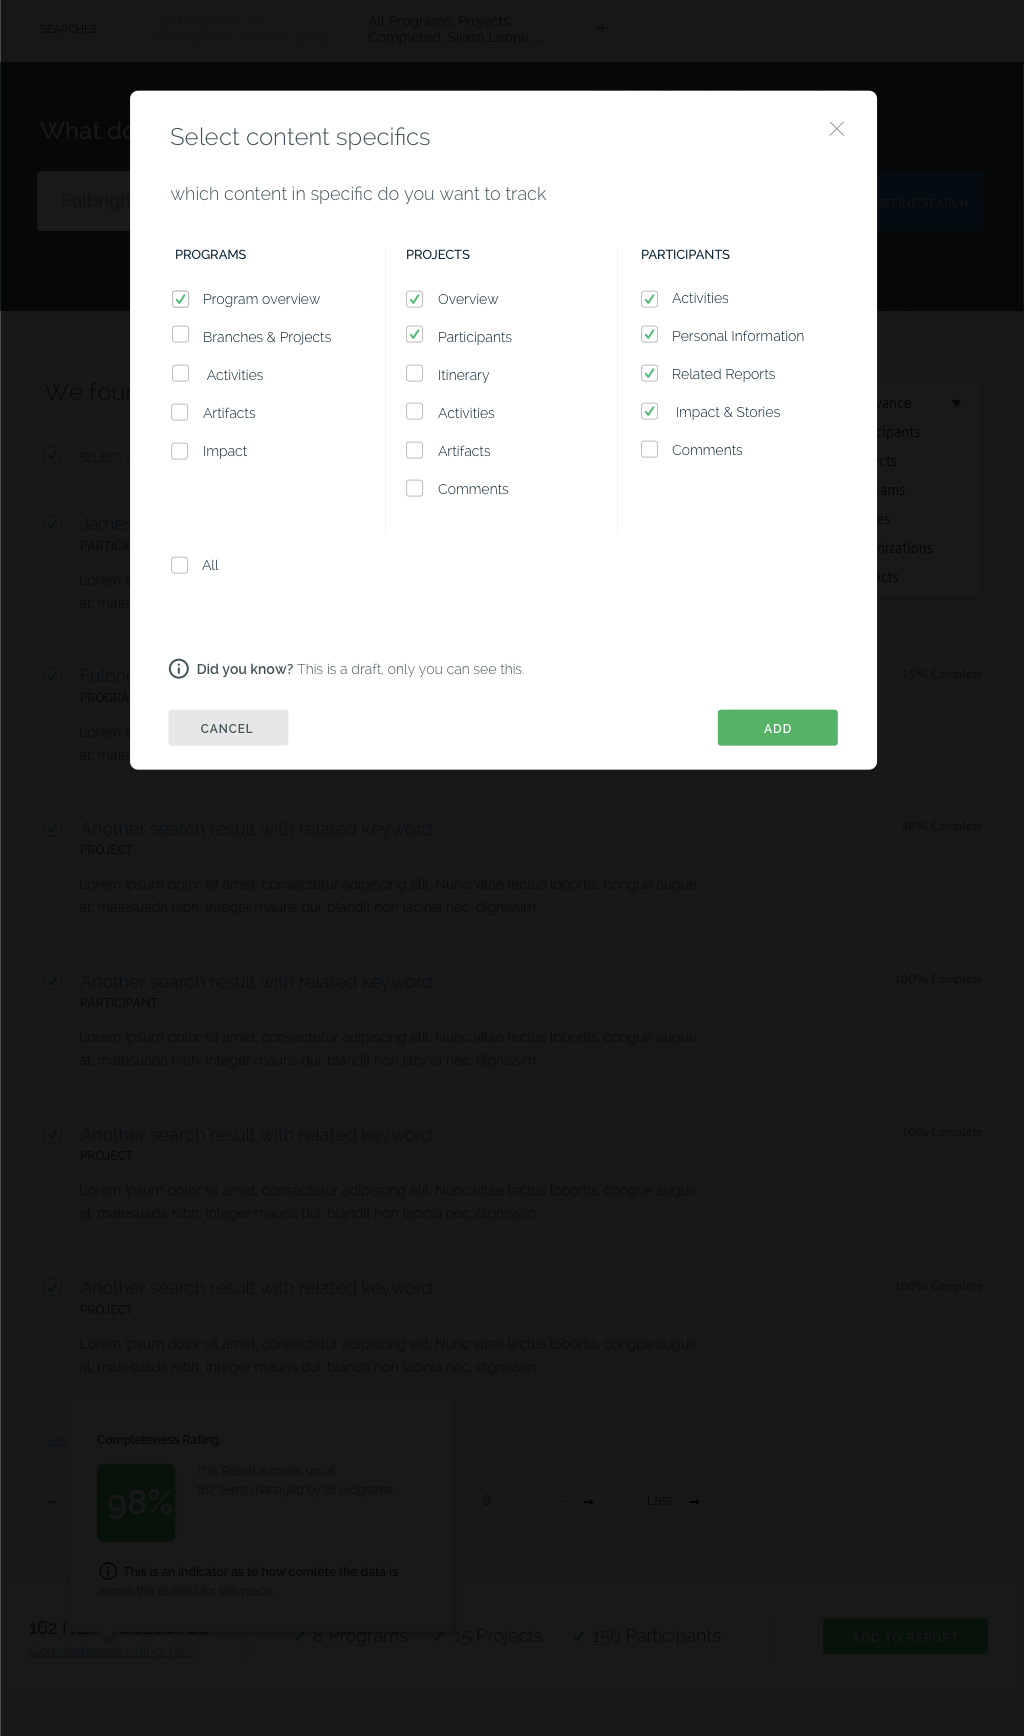 SEARCHES
All Programs, Projects:
Completed, Sierra Leone, ..
+
What do
Fulbrigh
REFINE SEARCH
Select content specifics
which content in specific do you want to track
PROGRAMS
Program overview
Branches & Projects
Activities
Artifacts
Impact
PROJECTS
Overview
Participants
Itinerary
Activities
Artifacts
Comments
PARTICIPANTS
Activities
Personal Information
Related Reports
Impact & Stories
Comments
All
Did you know? This is a draft, only you can see this.
CANCEL
ADD
We four
vance
cipants
cts
rams
es
nizations
cts
SELECT
James
PARTICIP
Lorem i
at. male
Fulbri
PROGRA
15% Complete
Lorem i
at. male
Another search result with related keyword
98% Complete
PROJECT
Lorem ipsum dolor sit amet, consectetur adipiscing elit. Nunc vitae lectus lobortis, congue augue
at. malesuada nibh. Integer mauris dui, blandit non lacinia nec, dignissim.
Another search result with related keyword
100% Complete
PARTICIPANT
Lorem ipsum dolor sit amet, consectetur adipiscing elit. Nunc vitae lectus lobortis, congue augue
at. malesuada nibh. Integer mauris dui, blandit non lacinia nec, dignissim.
Another search result with related keyword
10% Complete
PROJECT
Lorem ipsum dolor sit amet, consectetur adipiscing elit. Nunc vitae lectus lobortis, congue augue
at. malesuada nibh. Integer mauris dui, blandit non lacinia nec, dignissim.
Another search result with related keyword
100% Complete
PROJECT
Lorem ipsum dolor sit amet, consectetur adipiscing elit. Nunc vitae lectus lobortis, congue augue
at. malesuada nibh. Integer mauris dui, blandit non lacinia nec, dignissim.
Completeness Rating
98%
This Result is made up of:
162 items managed by 16 programs
This is an indicator as to how comlete the data is
across the Bureau for this place
← 9 ... → Last →
162
Completeness rating: 98%
8 Programs
15 Projects
150 Participants
ADD TO REPORT